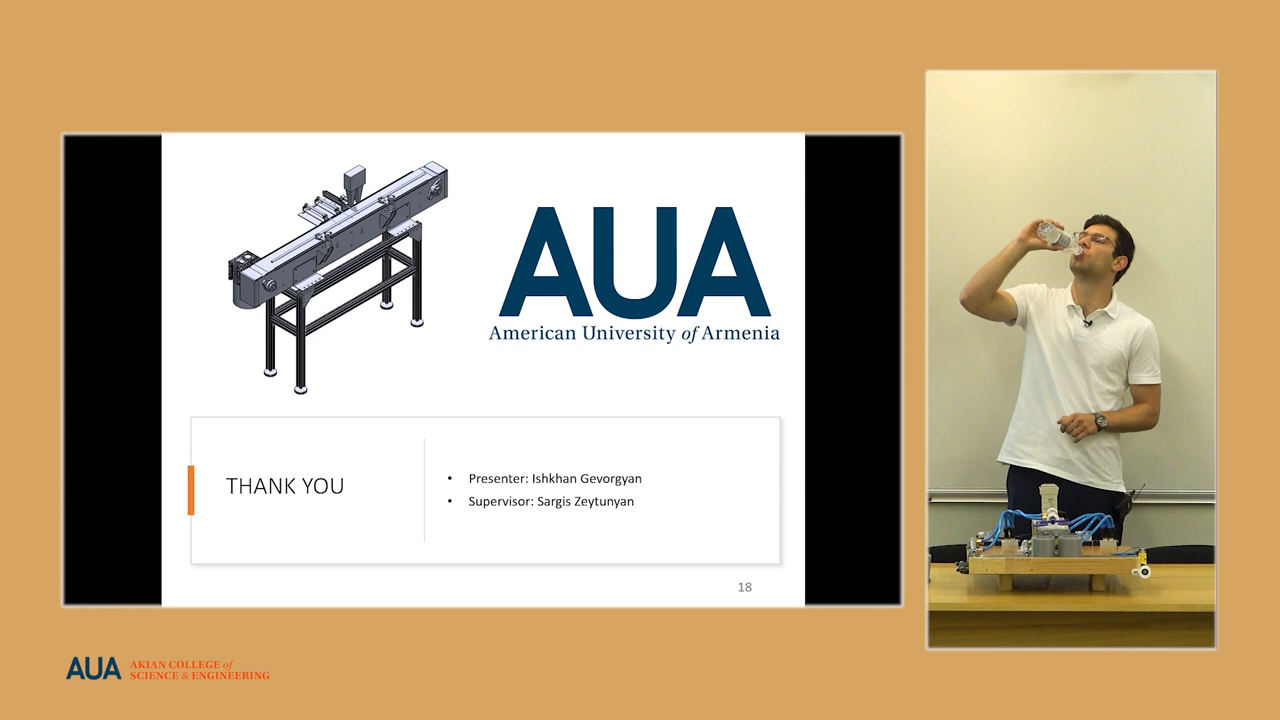 AUA
American University of Armenia
THANK YOU
• Presenter: Ishkhan Gevorgyan
• Supervisor: Sargis Zeytunyan
18
AUA
AKIAN COLLEGE of
SCIENCE & ENGINEERING